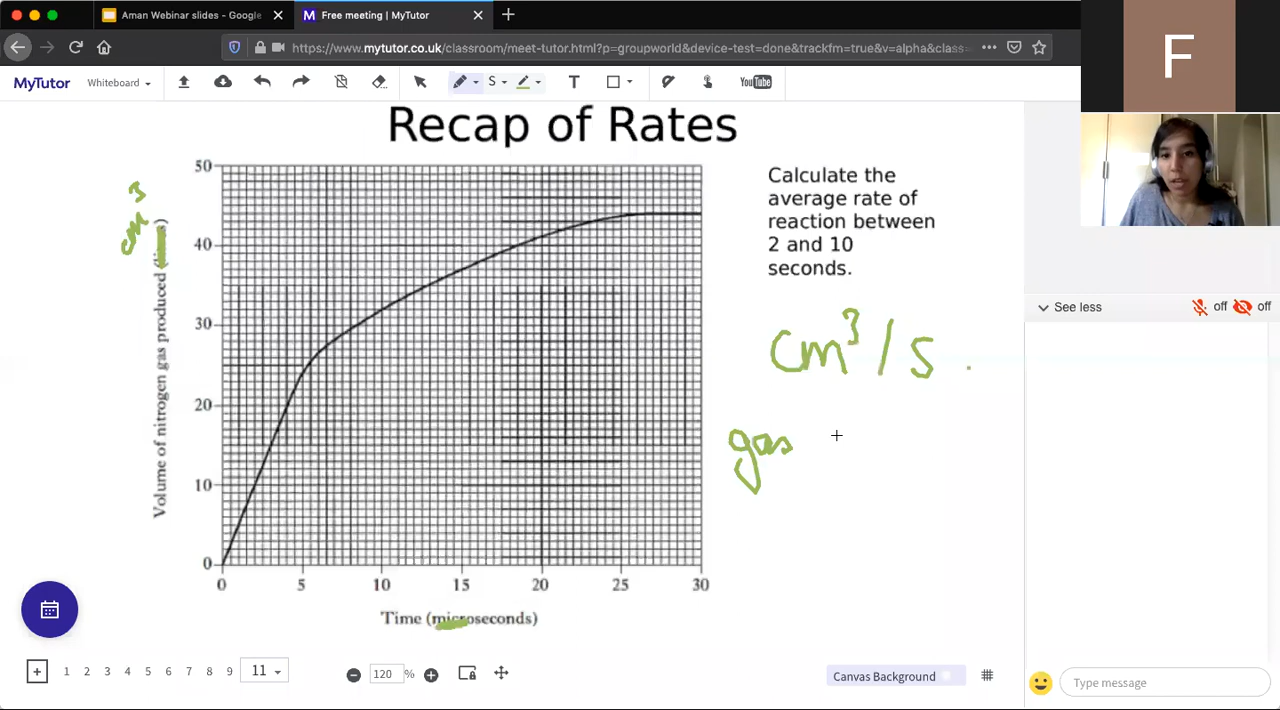 Aman Webinar slides - Google
Free meeting | MyTutor
https://www.mytutor.co.uk/classroom/meet-tutor.html?p=groupworld&device-test=done&trackfm=true&v=alpha&class=
F
MyTutor
Whiteboard
S
T
YouTube
Recap of Rates
Calculate the
average rate of
reaction between
2 and 10
seconds.
cm³/s.
gas
cm³
Volume of nitrogen gas produced
50
40
30
20
10
0
0 5 10 15 20 25 30
Time (microseconds)
See less
off
off
+ 1 2 3 4 5 6 7 8 9 11
120 %
Canvas Background
Type message